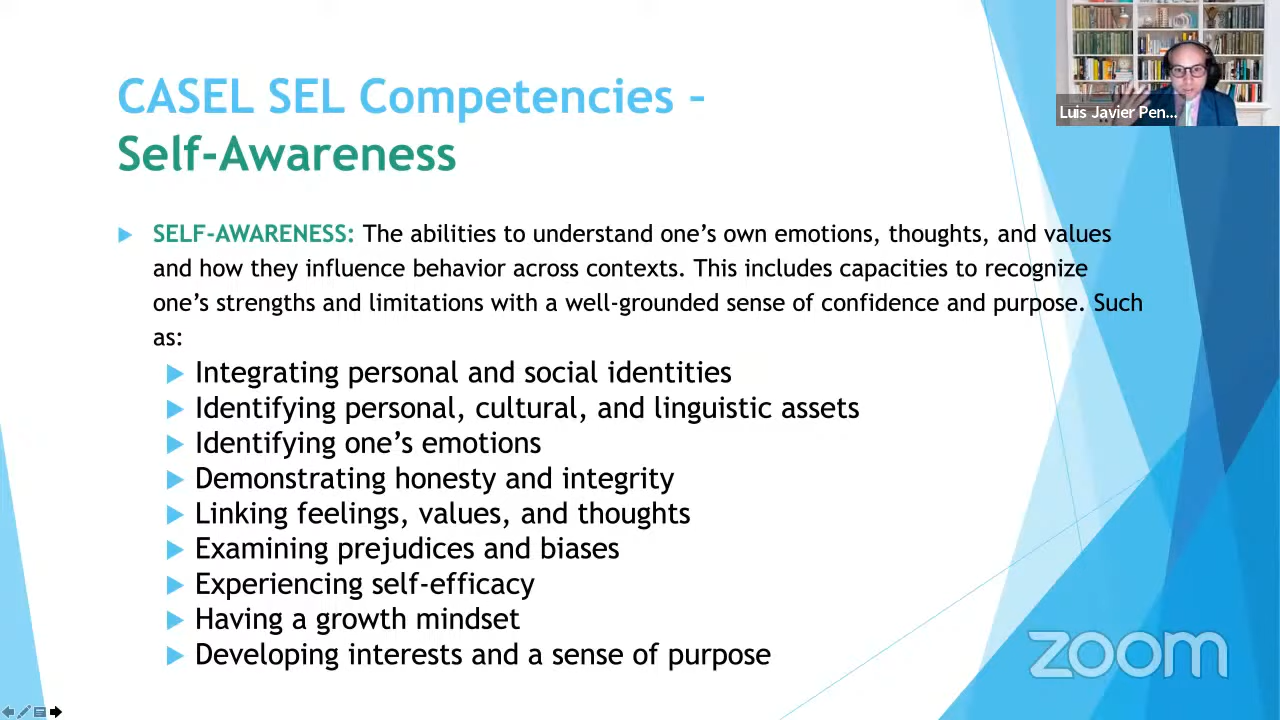 CASEL SEL Competencies –
Self-Awareness
Luis Javier Pen...
SELF-AWARENESS: The abilities to understand one’s own emotions, thoughts, and values
and how they influence behavior across contexts. This includes capacities to recognize
one’s strengths and limitations with a well-grounded sense of confidence and purpose. Such
as:
Integrating personal and social identities
Identifying personal, cultural, and linguistic assets
Identifying one’s emotions
Demonstrating honesty and integrity
Linking feelings, values, and thoughts
Examining prejudices and biases
Experiencing self-efficacy
Having a growth mindset
Developing interests and a sense of purpose
zoom